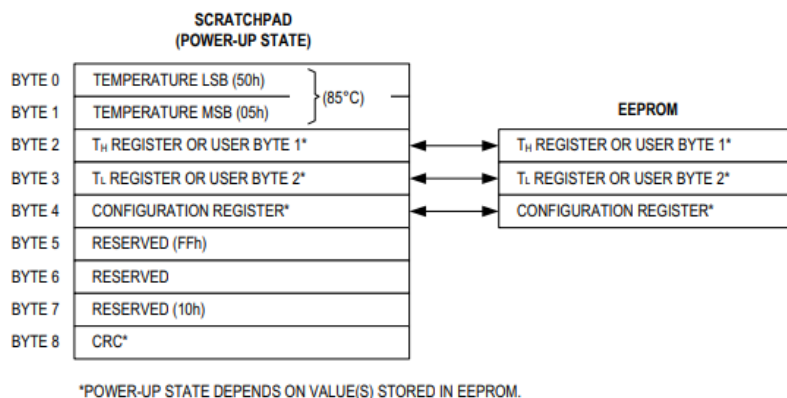 SCRATCHPAD
(POWER-UP STATE)
BYTE 0 TEMPERATURE LSB (50h)
(85°C)
BYTE 1 TEMPERATURE MSB (05h)
EEPROM
BYTE 2 TH REGISTER OR USER BYTE 1* TH REGISTER OR USER BYTE 1*
BYTE 3 TL REGISTER OR USER BYTE 2* TL REGISTER OR USER BYTE 2*
BYTE 4 CONFIGURATION REGISTER* CONFIGURATION REGISTER*
BYTE 5 RESERVED (FFh)
BYTE 6 RESERVED
BYTE 7 RESERVED (10h)
BYTE 8 CRC*
*POWER-UP STATE DEPENDS ON VALUE(S) STORED IN EEPROM.